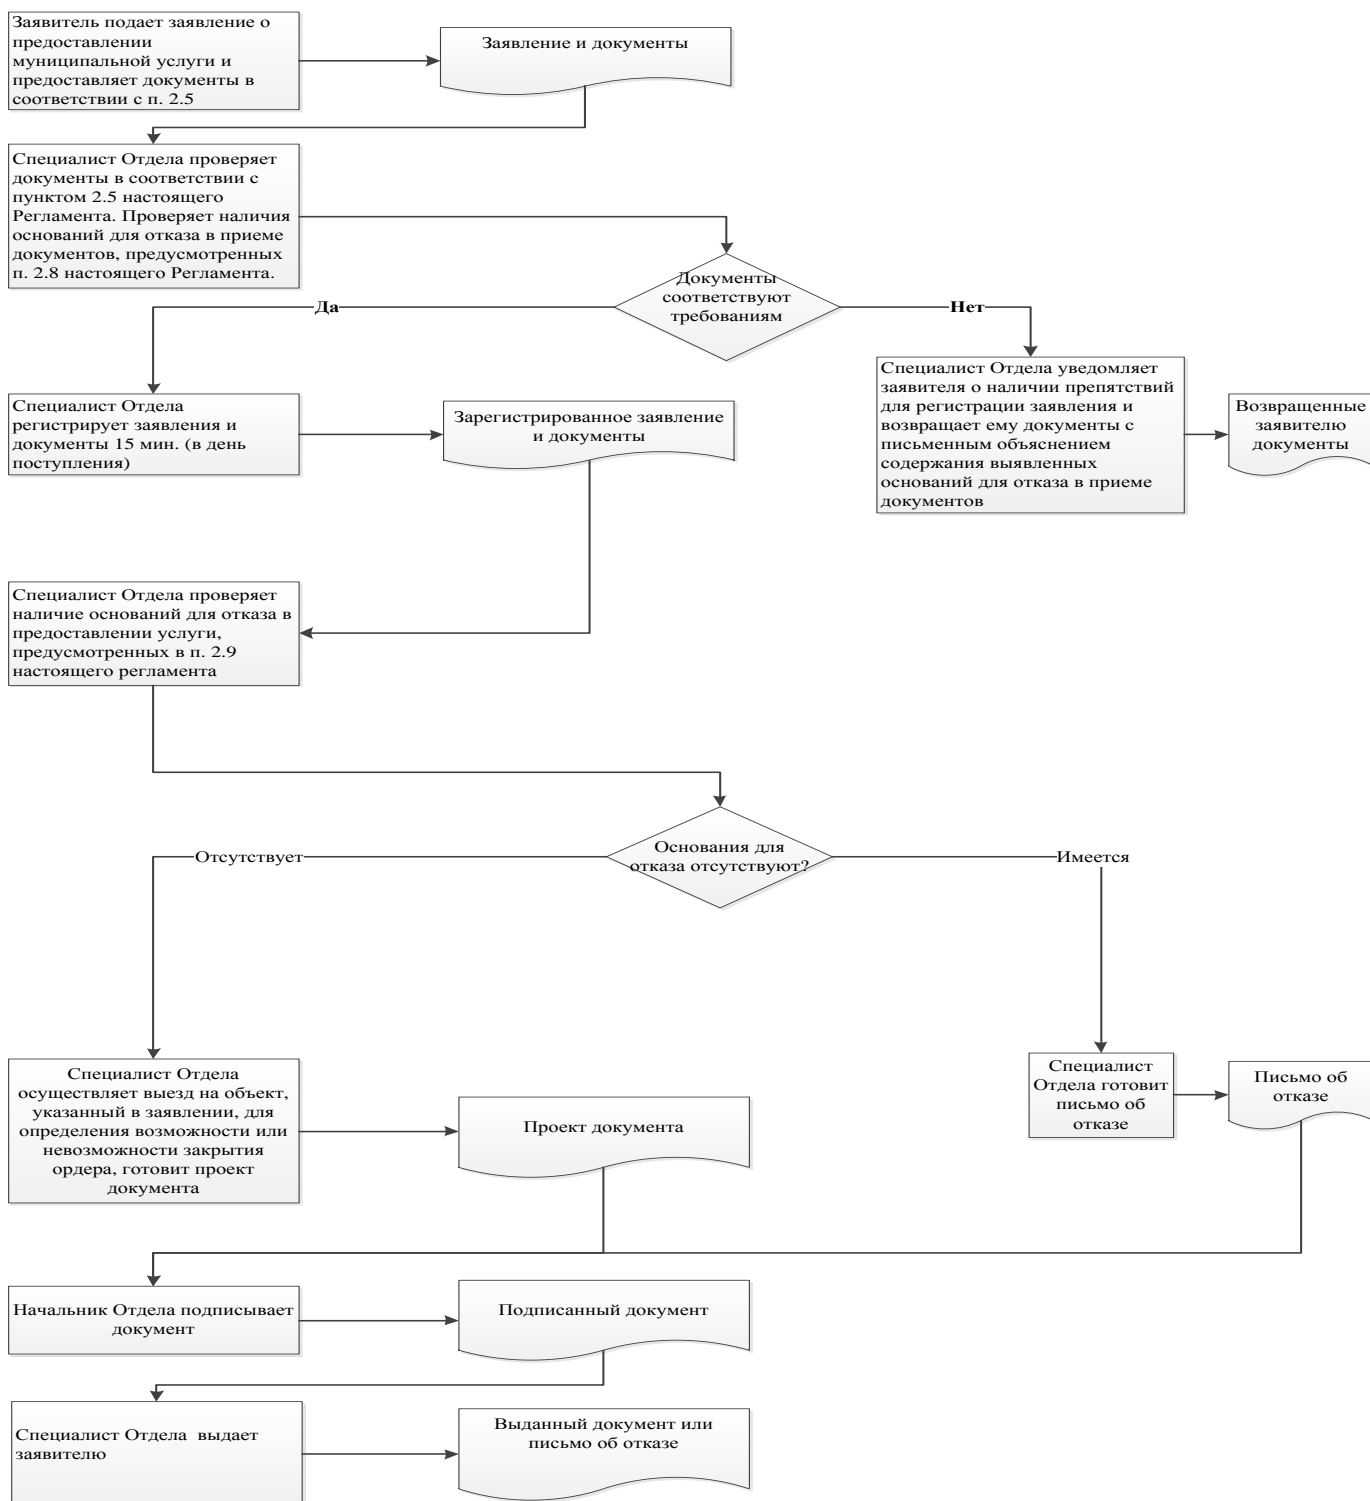 Заявитель подает заявление о
предоставлении
муниципальной услуги и
предоставляет документы в
соответствии с п. 2.5
Заявление и документы
Специалист Отдела проверяет
документы в соответствии с
пунктом 2.5 настоящего
Регламента. Проверяет наличия
оснований для отказа в приеме
документов, предусмотренных
п. 2.8 настоящего Регламента.
Документы
соответствуют
требованиям
Да
Нет
Специалист Отдела
регистрирует заявления и
документы 15 мин. (в день
поступления)
Зарегистрированное заявление
и документы
Специалист Отдела уведомляет
заявителя о наличии препятствий
для регистрации заявления и
возвращает ему документы с
письменным объяснением
содержания выявленных
оснований для отказа в приеме
документов
Возвращенные
заявителю
документы
Специалист Отдела проверяет
наличие оснований для отказа в
предоставлении услуги,
предусмотренных в п. 2.9
настоящего регламента
Основания для
отказа отсутствуют?
Отсутствует
Имеется
Специалист Отдела
осуществляет выезд на объект,
указанный в заявлении, для
определения возможности или
невозможности закрытия
ордера, готовит проект
документа
Проект документа
Специалист
Отдела готовит
письмо об
отказе
Письмо об
отказе
Начальник Отдела подписывает
документ
Подписанный документ
Специалист Отдела  выдает
заявителю
Выданный документ или
письмо об отказе